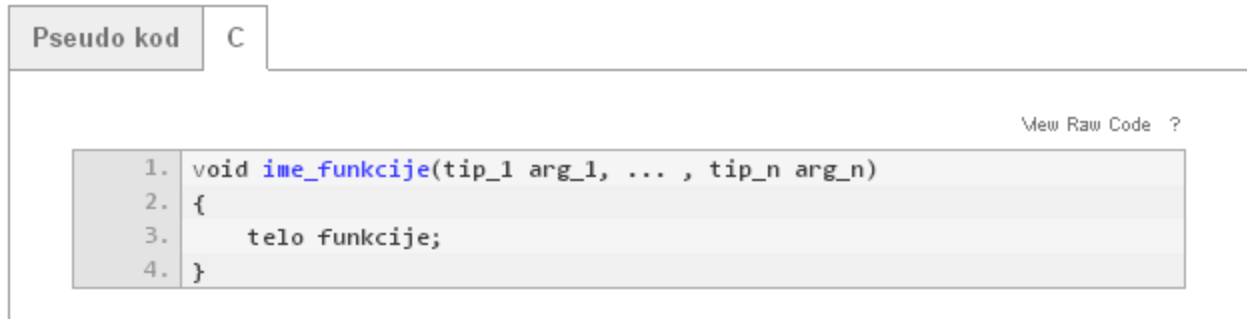 Pseudo kod C
View Raw Code ?
1. void ime_funkcije(tip_1 arg_1, ... , tip_n arg_n)
2. {
3. telo funkcije;
4. }